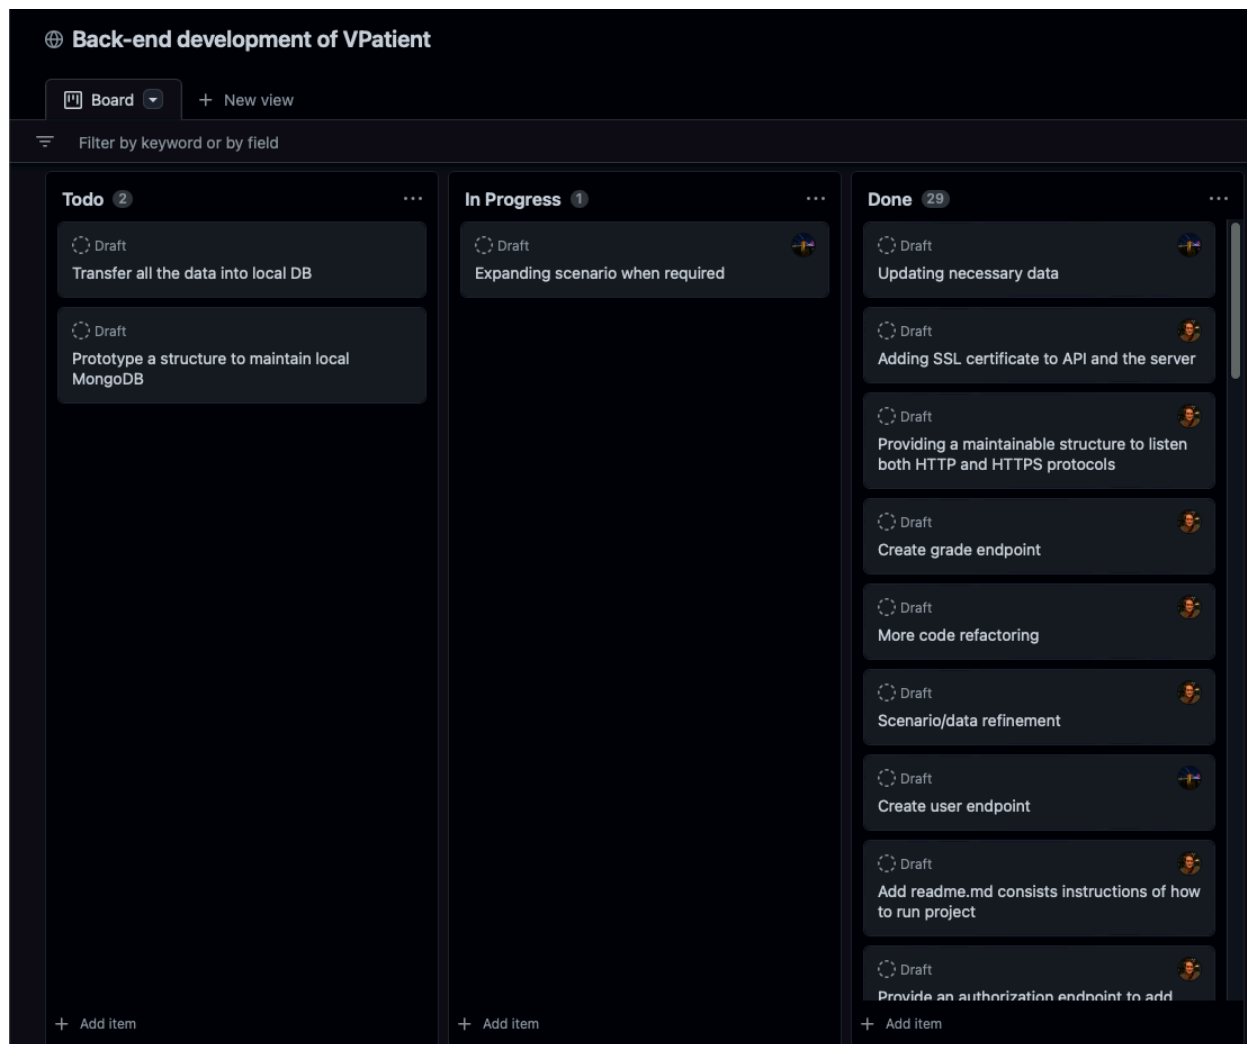 Back-end development of VPatient
Board
New view
Filter by keyword or by field
Todo 2
Draft
Transfer all the data into local DB
Draft
Prototype a structure to maintain local
MongoDB
Add item
In Progress 1
Draft
Expanding scenario when required
Add item
Done 29
Draft
Updating necessary data
Draft
Adding SSL certificate to API and the server
Draft
Providing a maintainable structure to listen
both HTTP and HTTPS protocols
Draft
Create grade endpoint
Draft
More code refactoring
Draft
Scenario/data refinement
Draft
Create user endpoint
Draft
Add readme.md consists instructions of how
to run project
Draft
Provide an authorization endpoint to add
Add item